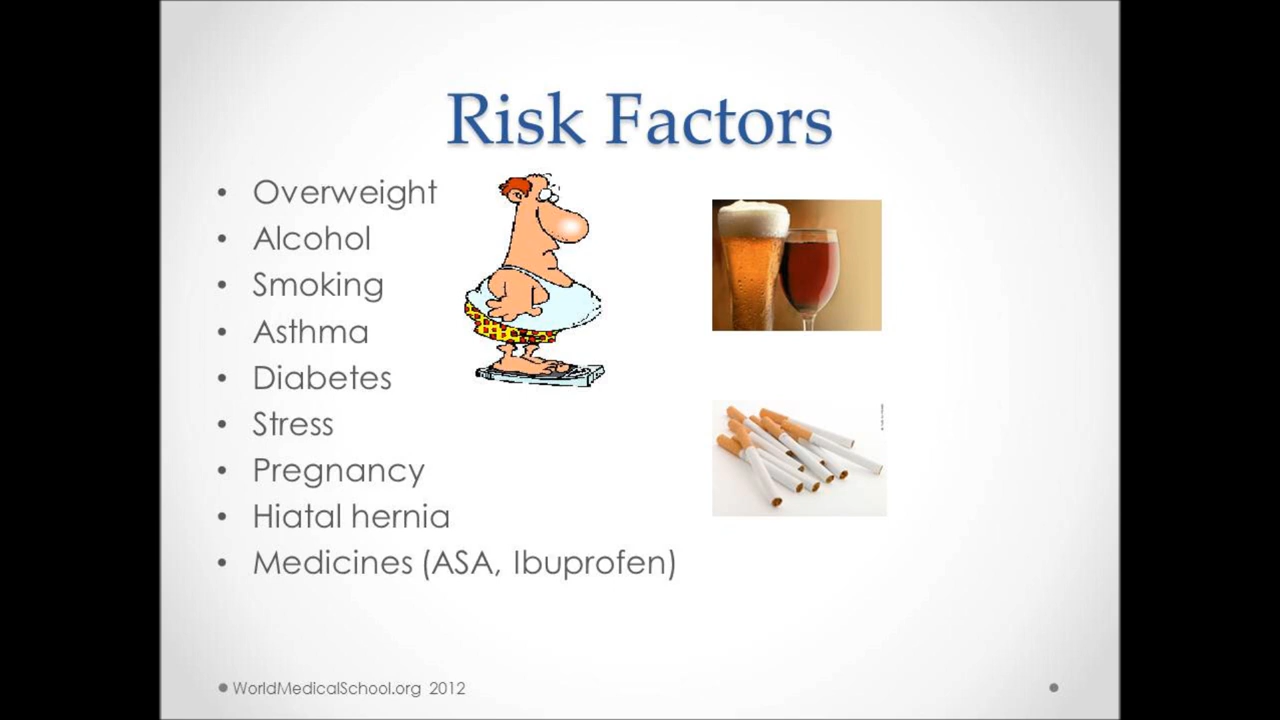 Risk Factors
• Overweight
• Alcohol
• Smoking
• Asthma
• Diabetes
• Stress
• Pregnancy
• Hiatal hernia
• Medicines (ASA, Ibuprofen)
WorldMedicalSchool.org 2012